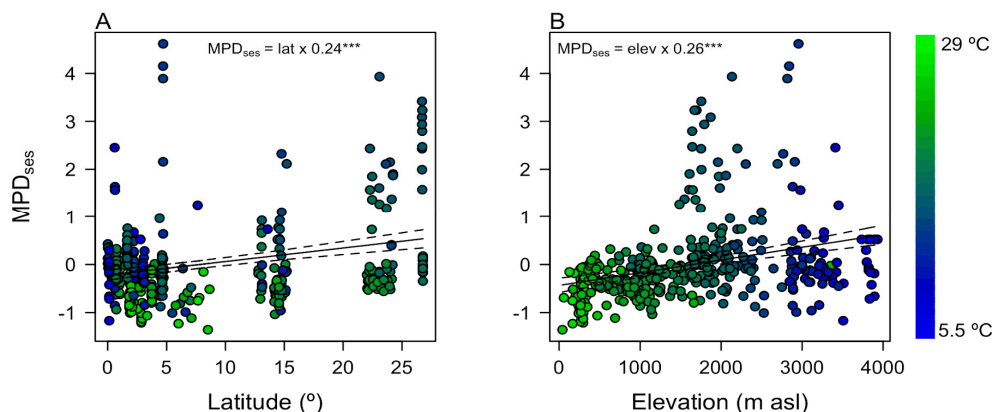 A
B
MPDses = lat x 0.24***
MPDses = elev x 0.26***
29 ºC
5.5 ºC
MPDses
4
3
2
1
0
-1
0 5 10 15 20 25
Latitude (º)
4
3
2
1
0
-1
0 1000 2000 3000 4000
Elevation (m asl)